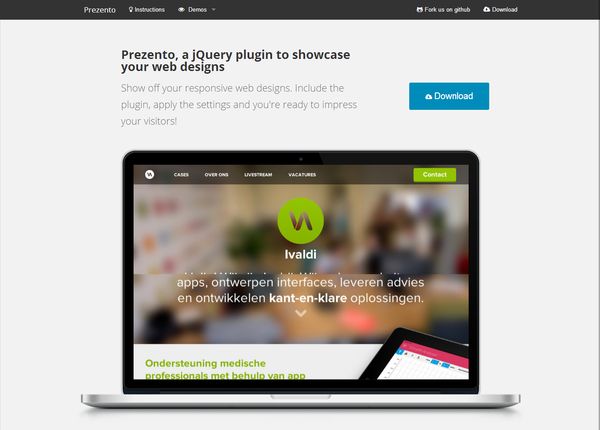 Prezento Instructions Demos Fork us on github Download
Prezento, a jQuery plugin to showcase
your web designs
Show off your responsive web designs. Include the
plugin, apply the settings and you're ready to impress
your visitors!
Download
CASES OVER ONS LIVESTREAM VACATURES Contact
Ivaldi
apps, ontwerpen interfaces, leveren advies
en ontwikkelen kant-en-klare oplossingen.
Ondersteuning medische
professionals met behulp van app